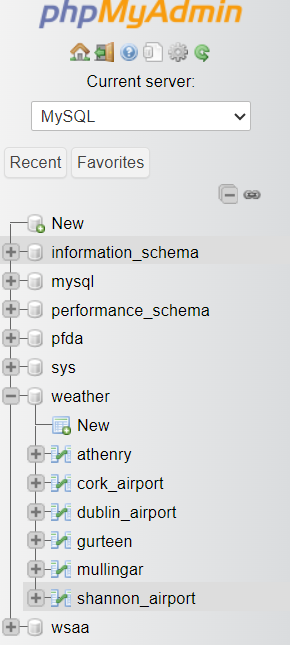 phpMyAdmin
Current server:
MySQL
Recent Favorites
New
information_schema
mysql
performance_schema
pfda
sys
weather
New
athenry
cork_airport
dublin_airport
gurteen
mullingar
shannon_airport
wsaa